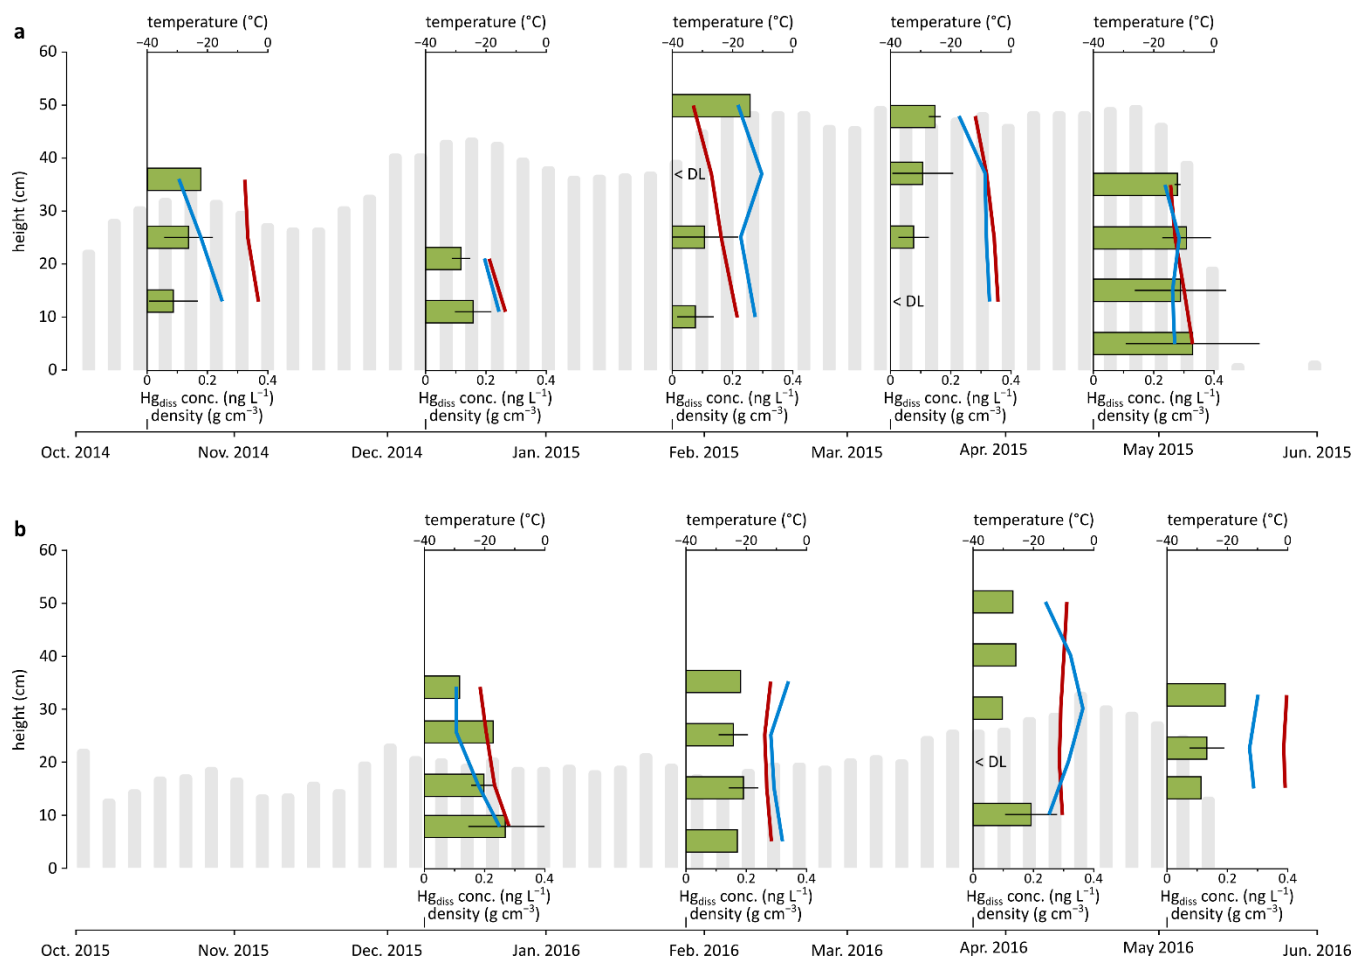 a
temperature (°C) temperature (°C) temperature (°C) temperature (°C) temperature (°C)
−40 −20 0 −40 −20 0 −40 −20 0 −40 −20 0 −40 −20 0
60
50
40
30
20
10
0
height (cm)
< DL
< DL
0 0.2 0.4 0 0.2 0.4 0 0.2 0.4 0 0.2 0.4 0 0.2 0.4
Hgdiss conc. (ng L−1) Hgdiss conc. (ng L−1) Hgdiss conc. (ng L−1) Hgdiss conc. (ng L−1) Hgdiss conc. (ng L−1)
density (g cm−3) density (g cm−3) density (g cm−3) density (g cm−3) density (g cm−3)
Oct. 2014 Nov. 2014 Dec. 2014 Jan. 2015 Feb. 2015 Mar. 2015 Apr. 2015 May 2015 Jun. 2015
b
temperature (°C) temperature (°C) temperature (°C) temperature (°C)
−40 −20 0 −40 −20 0 −40 −20 0 −40 −20 0
60
50
40
30
20
10
0
height (cm)
< DL
0 0.2 0.4 0 0.2 0.4 0 0.2 0.4 0 0.2 0.4
Hgdiss conc. (ng L−1) Hgdiss conc. (ng L−1) Hgdiss conc. (ng L−1) Hgdiss conc. (ng L−1)
density (g cm−3) density (g cm−3) density (g cm−3) density (g cm−3)
Oct. 2015 Nov. 2015 Dec. 2015 Jan. 2016 Feb. 2016 Mar. 2016 Apr. 2016 May 2016 Jun. 2016